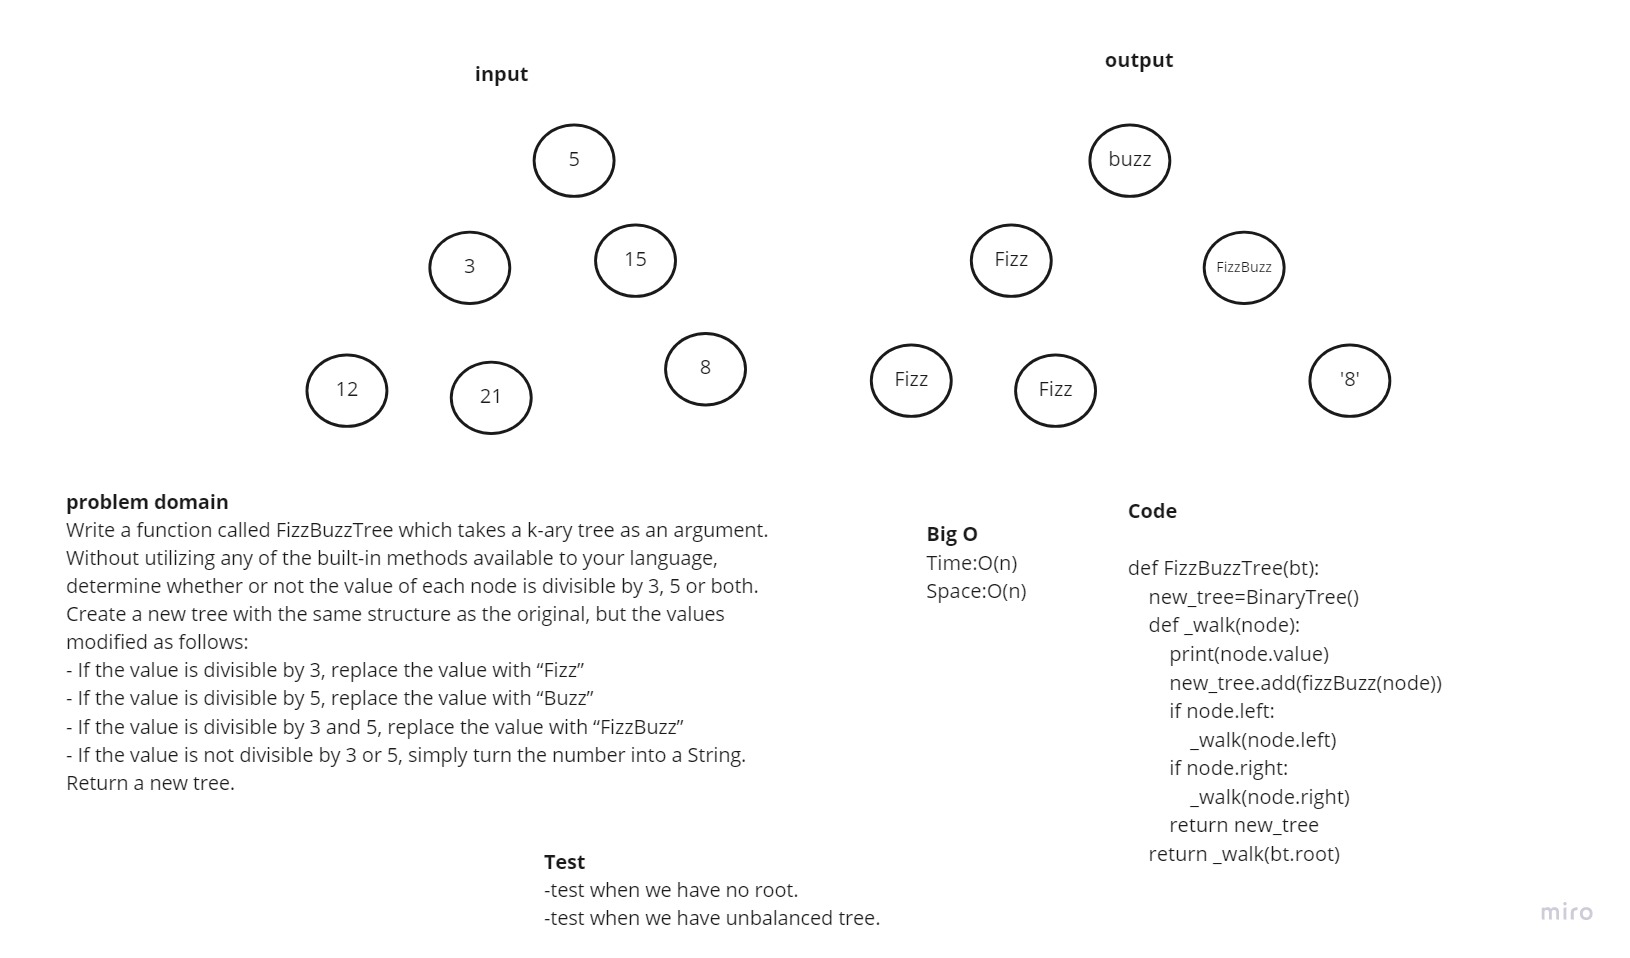 input
output
5
buzz
3
15
Fizz
FizzBuzz
12
21
8
Fizz
Fizz
'8'
problem domain
Write a function called FizzBuzzTree which takes a k-ary tree as an argument.
Without utilizing any of the built-in methods available to your language,
determine whether or not the value of each node is divisible by 3, 5 or both.
Create a new tree with the same structure as the original, but the values
modified as follows:
- If the value is divisible by 3, replace the value with “Fizz”
- If the value is divisible by 5, replace the value with “Buzz”
- If the value is divisible by 3 and 5, replace the value with “FizzBuzz”
- If the value is not divisible by 3 or 5, simply turn the number into a String.
Return a new tree.
Big O
Time:O(n)
Space:O(n)
Code
def FizzBuzzTree(bt):
    new_tree=BinaryTree()
    def _walk(node):
        print(node.value)
        new_tree.add(fizzBuzz(node))
        if node.left:
            _walk(node.left)
        if node.right:
            _walk(node.right)
        return new_tree
    return _walk(bt.root)
Test
-test when we have no root.
-test when we have unbalanced tree.
miro